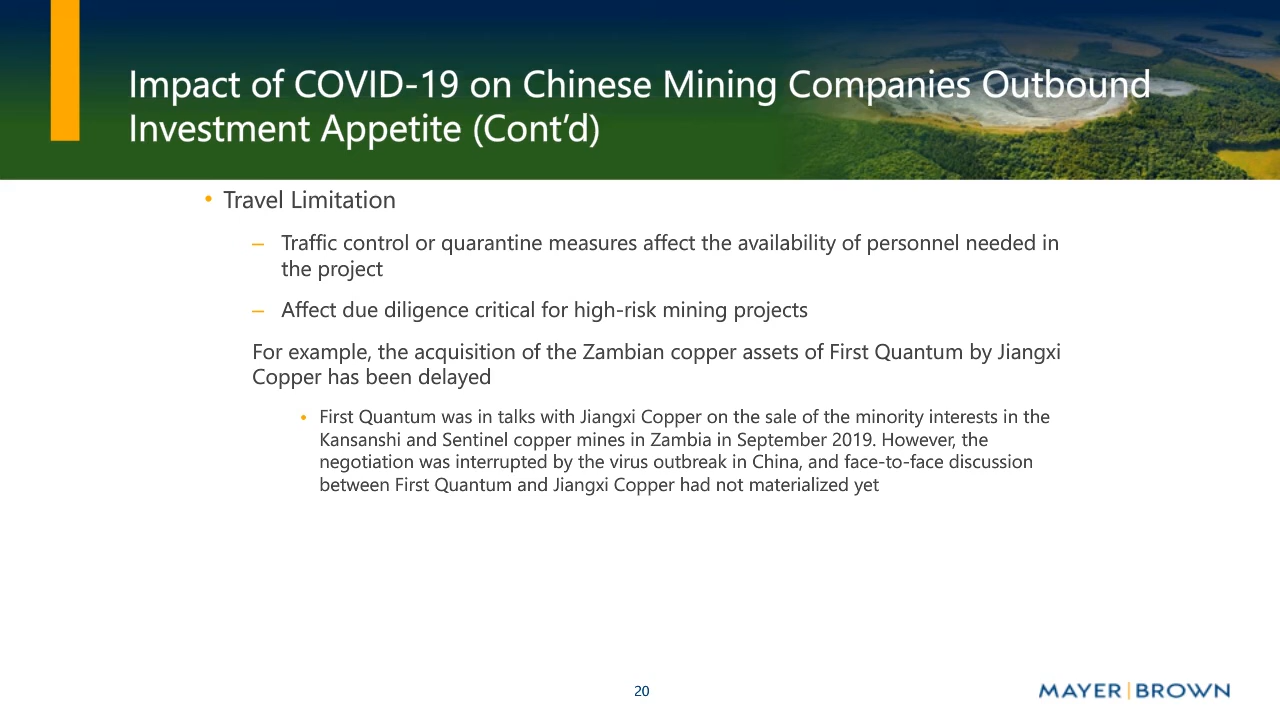 Impact of COVID-19 on Chinese Mining Companies Outbound
Investment Appetite (Cont’d)
• Travel Limitation
– Traffic control or quarantine measures affect the availability of personnel needed in
the project
– Affect due diligence critical for high-risk mining projects
For example, the acquisition of the Zambian copper assets of First Quantum by Jiangxi
Copper has been delayed
• First Quantum was in talks with Jiangxi Copper on the sale of the minority interests in the
Kansanshi and Sentinel copper mines in Zambia in September 2019. However, the
negotiation was interrupted by the virus outbreak in China, and face-to-face discussion
between First Quantum and Jiangxi Copper had not materialized yet
20
MAYER | BROWN